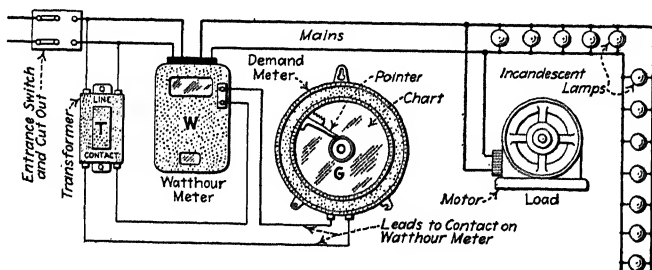 Entrance Switch
and Cut Out
Transformer
LINE
T
CONTACT
W
Watthour
Meter
Mains
Demand
Meter
Pointer
Chart
G
Leads to Contact on
Watthour Meter
Incandescent
Lamps
Motor
Load